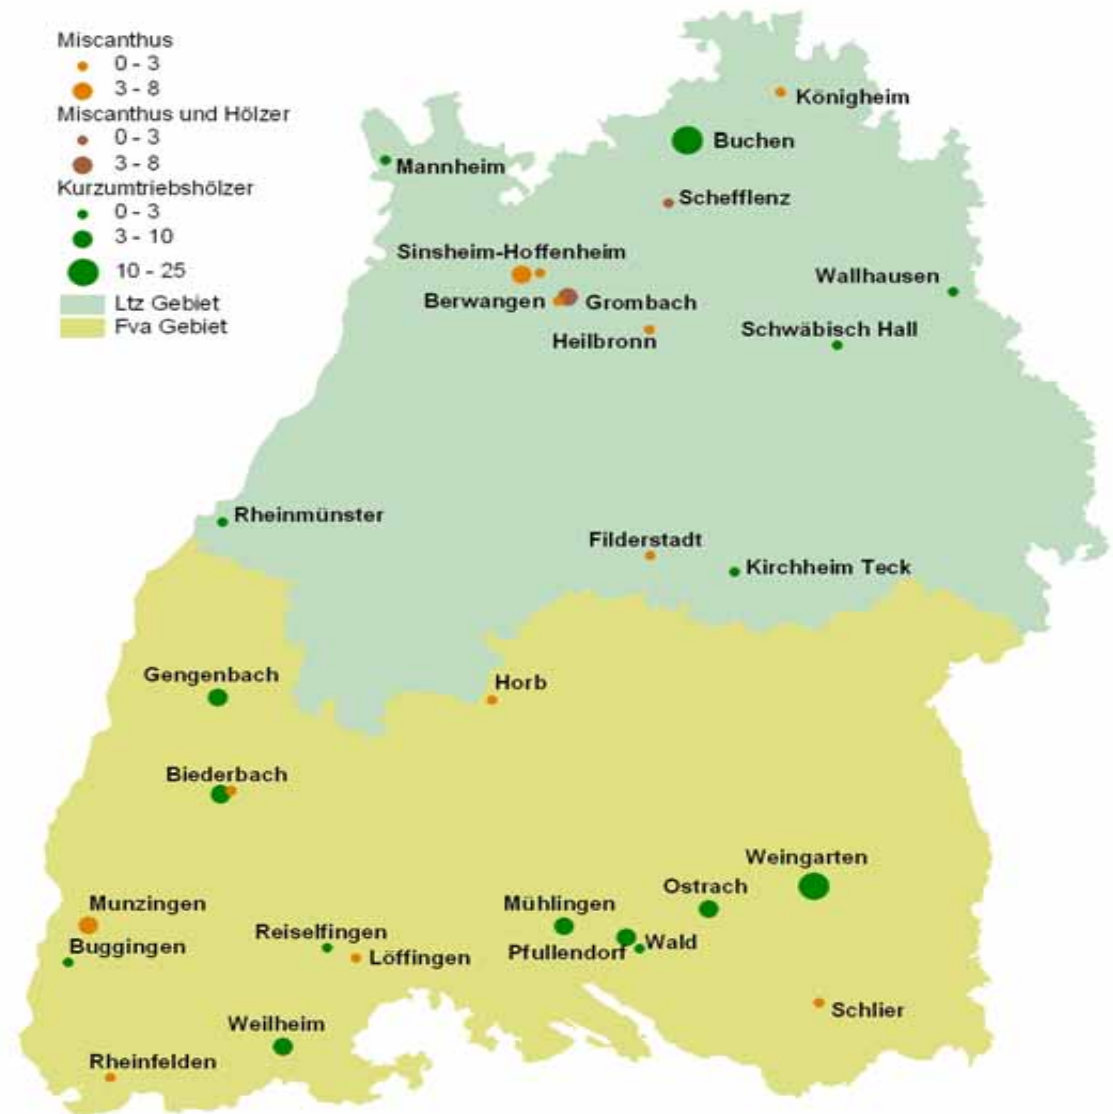 Miscanthus
0 - 3
3 - 8
Miscanthus und Hölzer
0 - 3
3 - 8
Kurzumtriebshölzer
0 - 3
3 - 10
10 - 25
Ltz Gebiet
Fva Gebiet
Königheim
Buchen
Mannheim
Schefflenz
Sinsheim-Hoffenheim
Wallhausen
Berwangen
Grombach
Schwäbisch Hall
Heilbronn
Rheinmünster
Filderstadt
Kirchheim Teck
Gengenbach
Horb
Biederbach
Weingarten
Ostrach
Munzingen
Mühlingen
Reiselfingen
Wald
Buggingen
Pfullendorf
Löffingen
Schlier
Weilheim
Rheinfelden